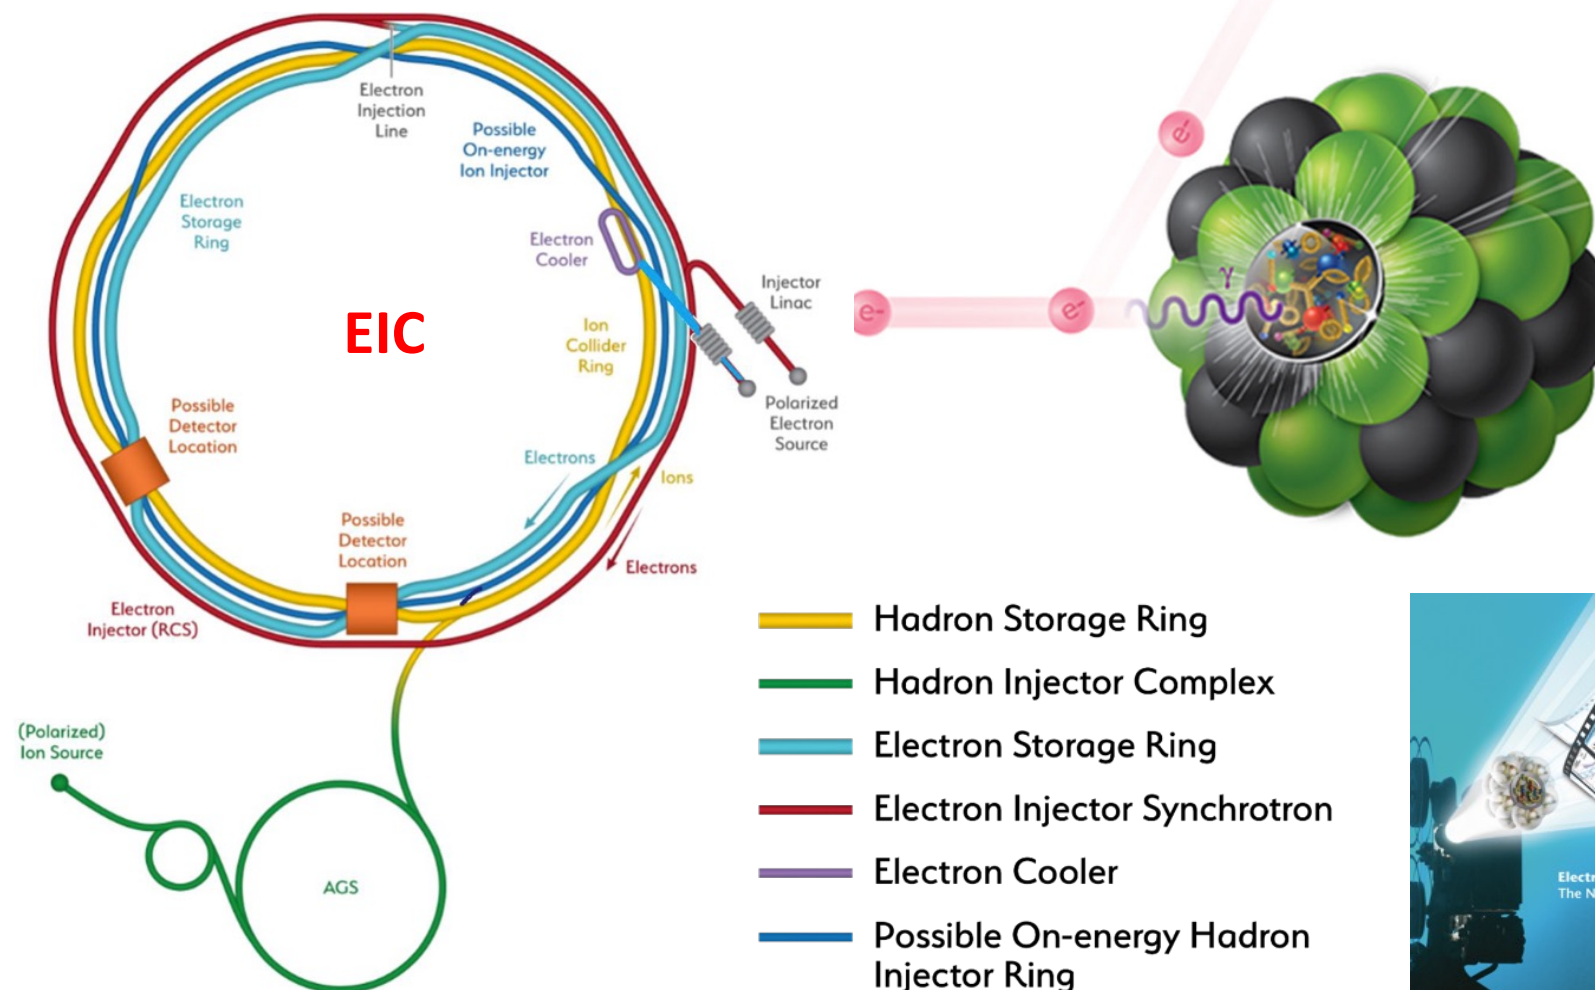 Electron
Injection
Line
Possible
On-energy
Ion Injector
Electron
Storage
Ring
Electron
Cooler
Injector
Linac
EIC
Ion
Collider
Ring
Possible
Detector
Location
Polarized
Electron
Source
Electrons
Ions
Possible
Detector
Location
Electrons
Electron
Injector (RCS)
(Polarized)
Ion Source
AGS
e-
e-
e-
γ
Hadron Storage Ring
Hadron Injector Complex
Electron Storage Ring
Electron Injector Synchrotron
Electron Cooler
Possible On-energy Hadron
Injector Ring
Electr
The N